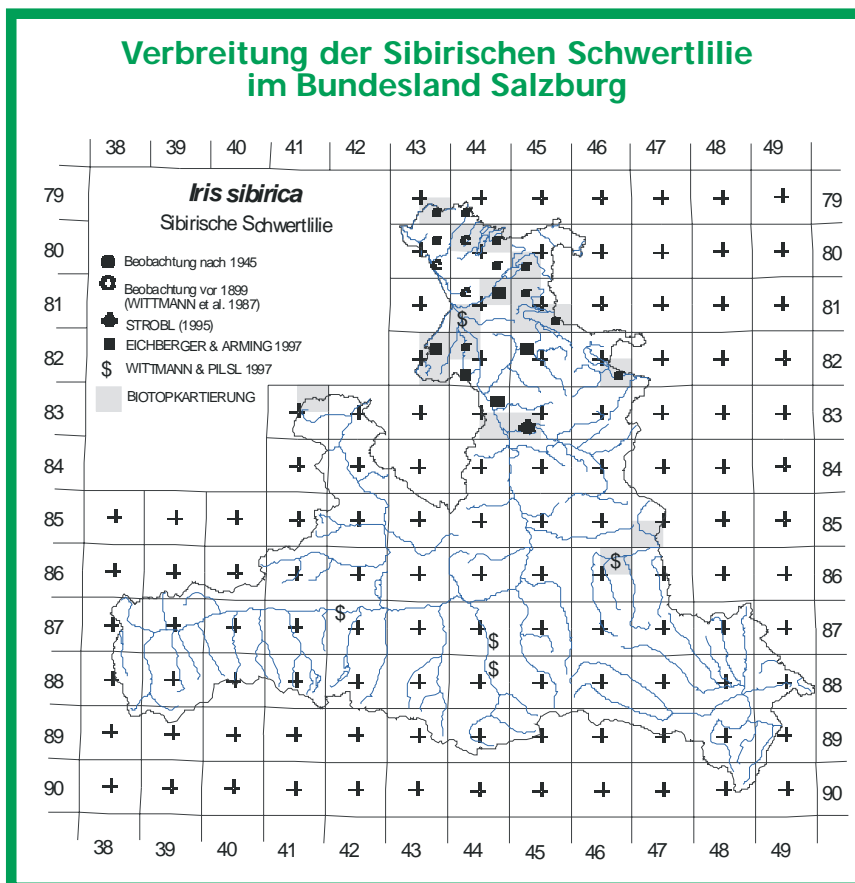 Verbreitung der Sibirischen Schwertlilie
im Bundesland Salzburg
38 39 40 41 42 43 44 45 46 47 48 49
79 79
Iris sibirica
Sibirische Schwertlilie
80 80
Beobachtung nach 1945
Beobachtung vor 1899
(WITTMANN et al. 1987)
81 81
STROBL (1995)
EICHBERGER & ARMING 1997
82 82
$ WITTMANN & PILSL 1997
BIOTOPKARTIERUNG
83 83
84 84
85 85
86 86
87 87
88 88
89 89
90 90
38 39 40 41 42 43 44 45 46 47 48 49